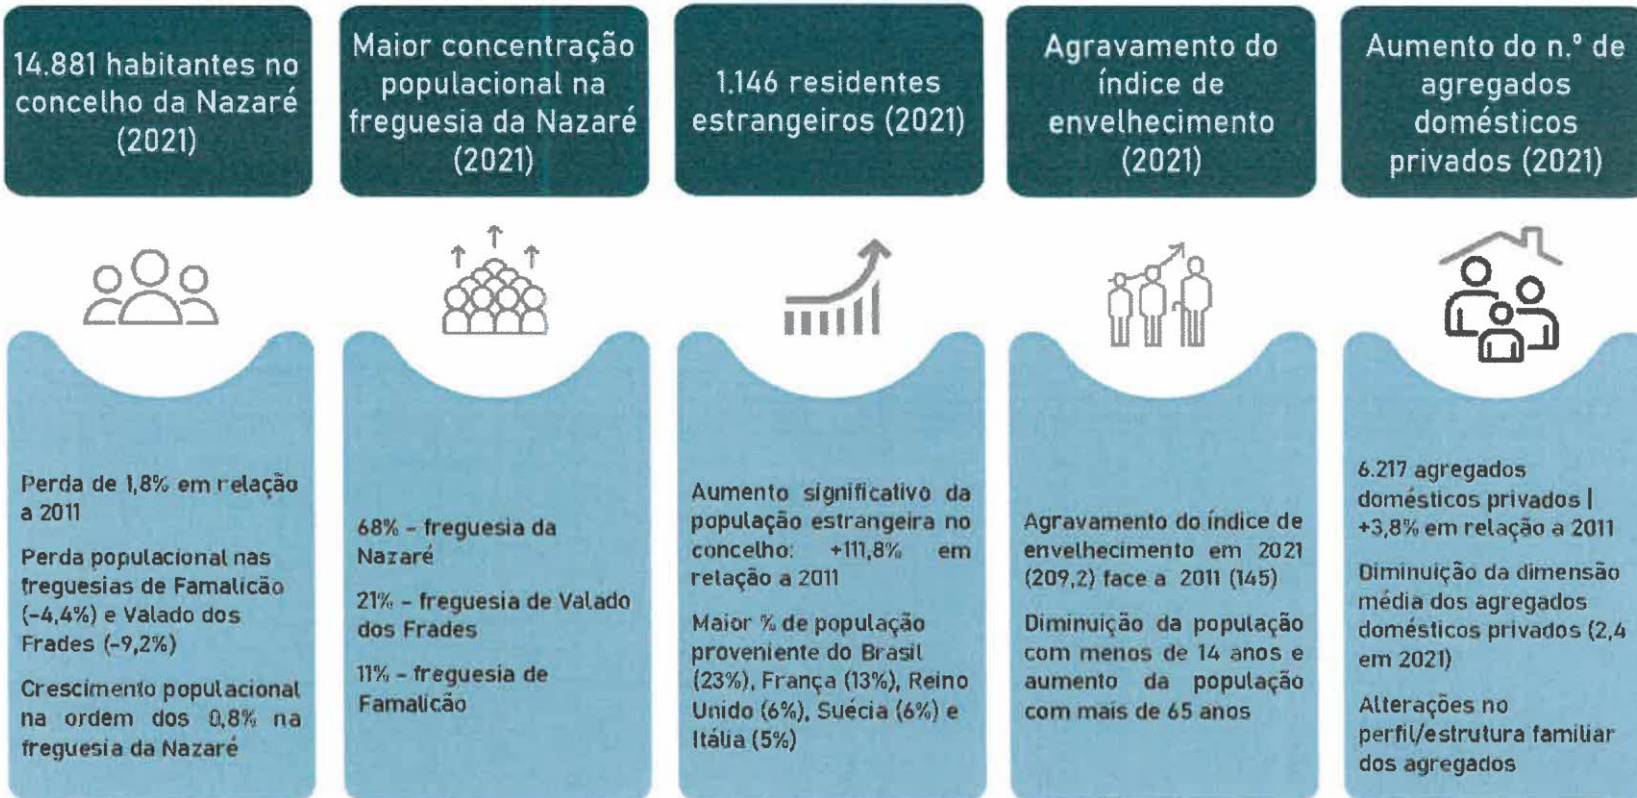 14.881 habitantes no
concelho da Nazaré
(2021)
Maior concentração
populacional na
freguesia da Nazaré
(2021)
1.146 residentes
estrangeiros (2021)
Agravamento do
índice de
envelhecimento
(2021)
Aumento do n.º de
agregados
domésticos
privados (2021)
Perda de 1,8% em relação
a 2011
Perda populacional nas
freguesias de Famalicão
(-4,4%) e Valado dos
Frades (-9,2%)
Crescimento populacional
na ordem dos 0,8% na
freguesia da Nazaré
68% - freguesia da
Nazaré
21% - freguesia de Valado
dos Frades
11% - freguesia de
Famalicão
Aumento significativo da
população estrangeira no
concelho: +111,8% em
relação a 2011
Maior % de população
proveniente do Brasil
(23%), França (13%), Reino
Unido (6%), Suécia (6%) e
Itália (5%)
Agravamento do índice de
envelhecimento em 2021
(209,2) face a 2011 (145)
Diminuição da população
com menos de 14 anos e
aumento da população
com mais de 65 anos
6.217 agregados
domésticos privados |
+3,8% em relação a 2011
Diminuição da dimensão
média dos agregados
domésticos privados (2,4
em 2021)
Alterações no
perfil/estrutura familiar
dos agregados